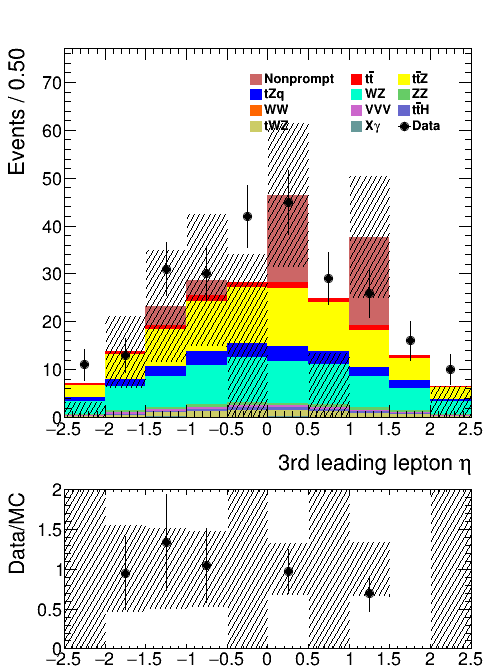 Events / 0.50
70
60
50
40
30
20
10
0
Nonprompt tt̄ tt̄Z
tZq WZ ZZ
WW VVV tt̄H
tWZ Xγ Data
−2.5 −2 −1.5 −1 −0.5 0 0.5 1 1.5 2 2.5
3rd leading lepton η
Data/MC
2
1.5
1
0.5
0
−2.5 −2 −1.5 −1 −0.5 0 0.5 1 1.5 2 2.5